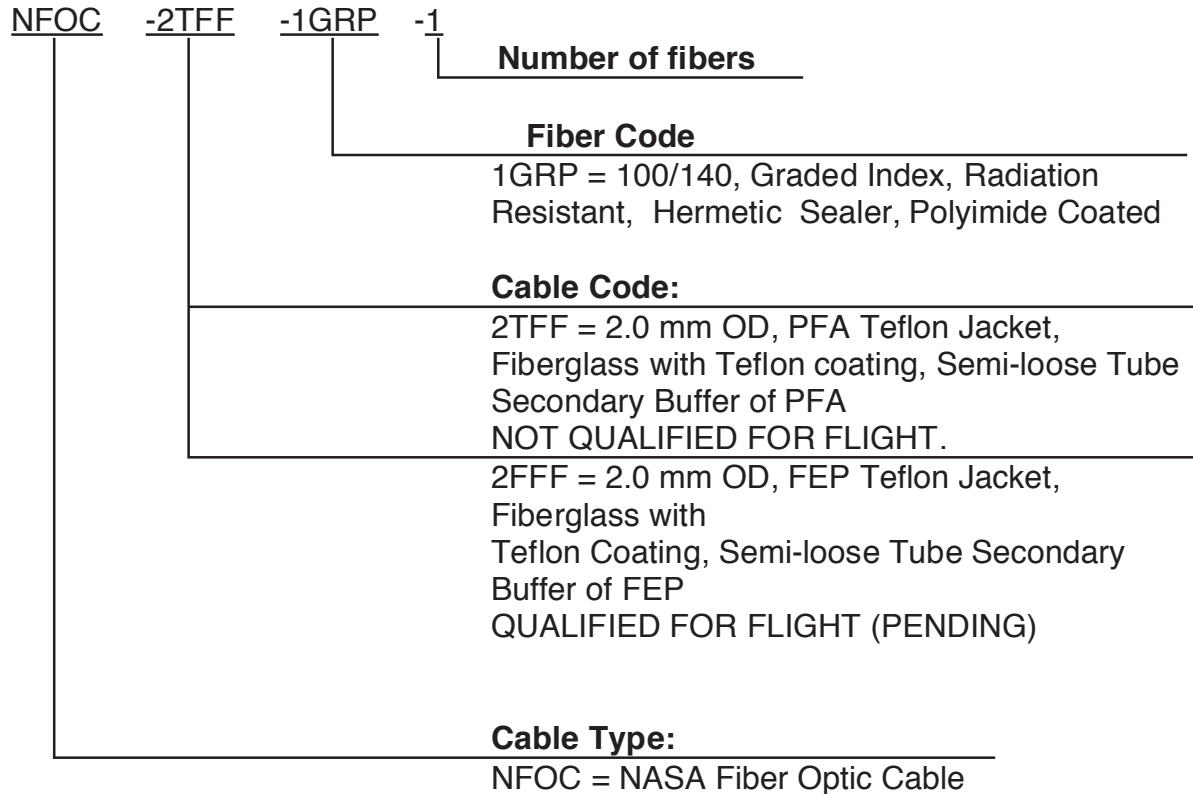 NFOC -2TFF -1GRP -1
Number of fibers
Fiber Code
1GRP = 100/140, Graded Index, Radiation
Resistant, Hermetic Sealer, Polyimide Coated
Cable Code:
2TFF = 2.0 mm OD, PFA Teflon Jacket,
Fiberglass with Teflon coating, Semi-loose Tube
Secondary Buffer of PFA
NOT QUALIFIED FOR FLIGHT.
2FFF = 2.0 mm OD, FEP Teflon Jacket,
Fiberglass with
Teflon Coating, Semi-loose Tube Secondary
Buffer of FEP
QUALIFIED FOR FLIGHT (PENDING)
Cable Type:
NFOC = NASA Fiber Optic Cable